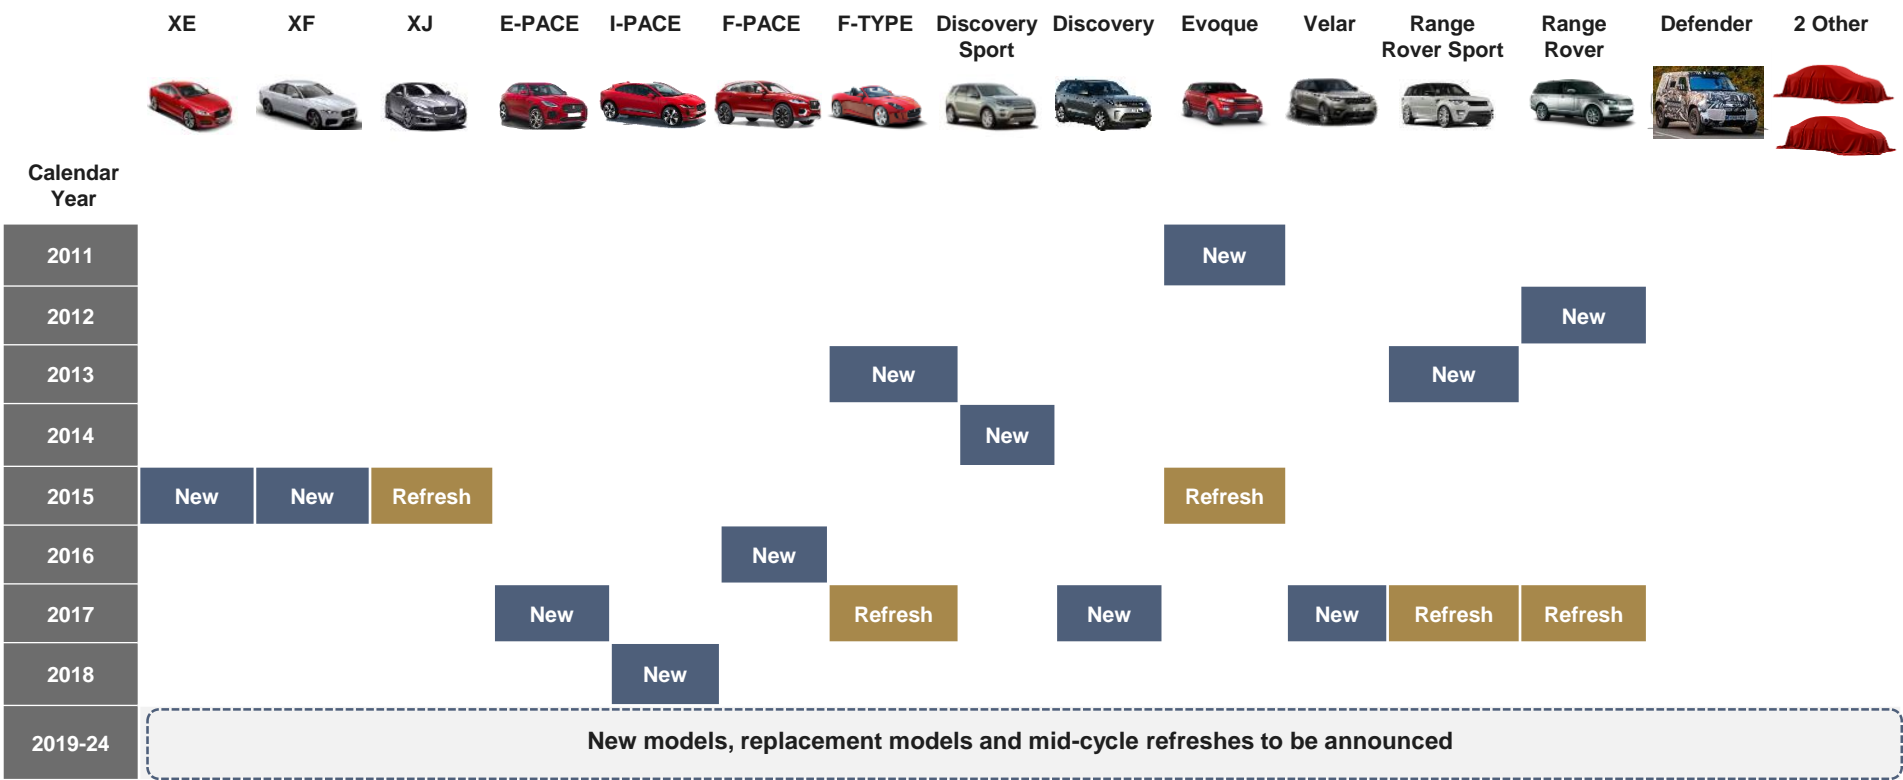 XE XF XJ E-PACE I-PACE F-PACE F-TYPE Discovery Discovery Evoque Velar Range Range Defender 2 Other
Sport Rover Sport Rover
Calendar
Year
2011 New
2012 New
2013 New New
2014 New
2015 New New Refresh Refresh
2016 New
2017 New Refresh New New Refresh Refresh
2018 New
2019-24 New models, replacement models and mid-cycle refreshes to be announced